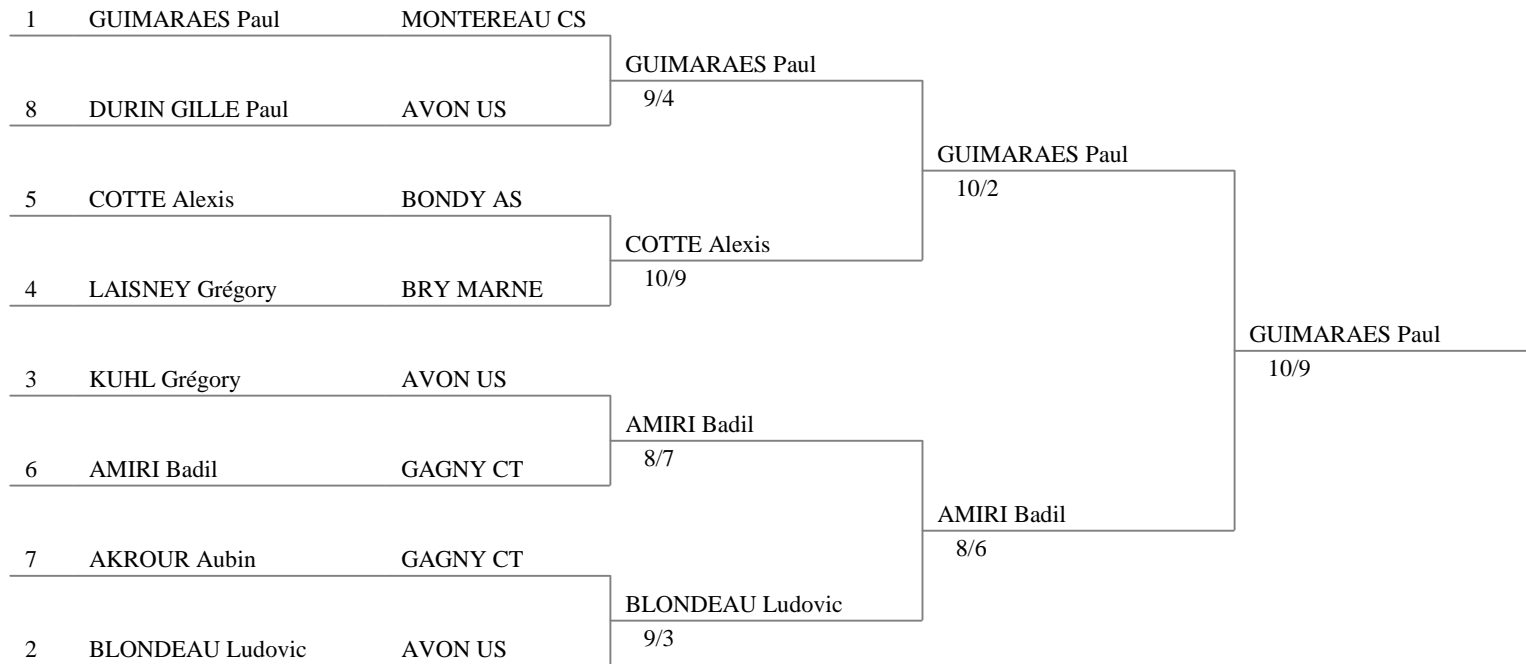 1 GUIMARAES Paul MONTEREAU CS
GUIMARAES Paul
9/4
8 DURIN GILLE Paul AVON US
GUIMARAES Paul
10/2
5 COTTE Alexis BONDY AS
COTTE Alexis
10/9
4 LAISNEY Grégory BRY MARNE
GUIMARAES Paul
10/9
3 KUHL Grégory AVON US
AMIRI Badil
8/7
6 AMIRI Badil GAGNY CT
AMIRI Badil
8/6
7 AKROUR Aubin GAGNY CT
BLONDEAU Ludovic
9/3
2 BLONDEAU Ludovic AVON US